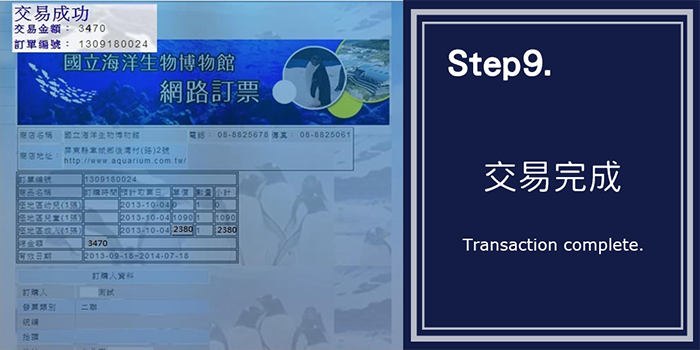 交易成功
交易金額： 3470
訂單編號： 1309180024
國立海洋生物博物館
網路訂票
商店名稱 國立海洋生物博物館 電話： 08-8825678 傳真： 08-8825061
商店地址： 屏東縣車城鄉後灣村(路)2號
http://www.aquarium.com.tw/
訂單編號 1309180024
商品名稱 訂購時間 預計取票日 單價 數量 小計
極地區幼兒(1張) 2013-10-04 0 1 0
極地區兒童(1張) 2013-10-04 1090 1 1090
極地區成人(1張) 2013-10-04 2380 1 2380
總金額 3470
有效日期 2013-09-18~2014-07-18
訂購人資料
訂購人 測試
發票類別 二聯
統編
抬頭
Step9.
交易完成
Transaction complete.